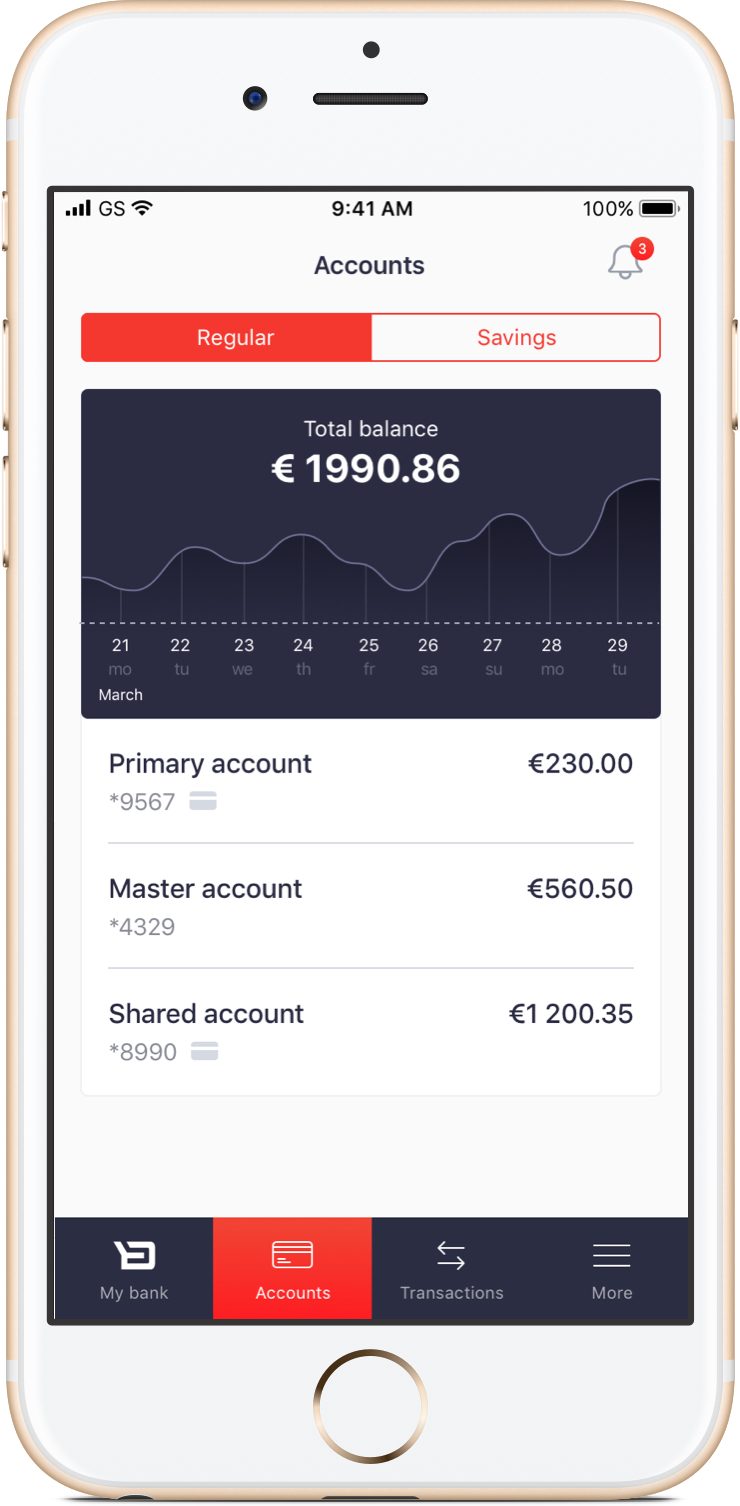 GS 9:41 AM 100%
Accounts 3
Regular Savings
Total balance
€ 1990.86
21 22 23 24 25 26 27 28 29
mo tu we th fr sa su mo tu
March
Primary account €230.00
*9567
Master account €560.50
*4329
Shared account €1 200.35
*8990
My bank Accounts Transactions More